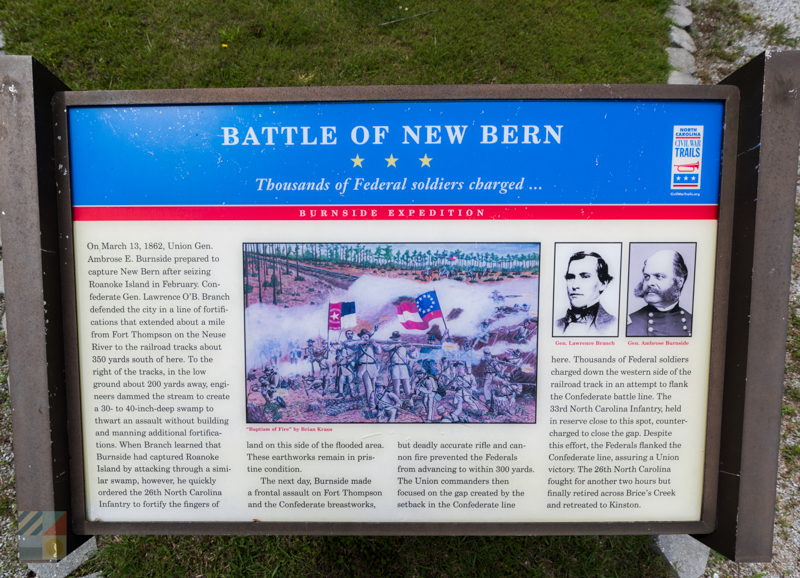 BATTLE OF NEW BERN
Thousands of Federal soldiers charged ...
NORTH
CAROLINA
CIVIL WAR
TRAILS
CivilWarTrails.org
BURNSIDE EXPEDITION
On March 13, 1862, Union Gen.
Ambrose E. Burnside prepared to
capture New Bern after seizing
Roanoke Island in February. Con-
federate Gen. Lawrence O'B. Branch
defended the city in a line of fortifi-
cations that extended about a mile
from Fort Thompson on the Neuse
River to the railroad tracks about
350 yards south of here. To the
right of the tracks, in the low
ground about 200 yards away, engi-
neers dammed the stream to create
a 30- to 40-inch-deep swamp to
thwart an assault without building
and manning additional fortifica-
tions. When Branch learned that
Burnside had captured Roanoke
Island by attacking through a simi-
lar swamp, however, he quickly
ordered the 26th North Carolina
Infantry to fortify the fingers of
"Baptism of Fire" by Brian Kraus
land on this side of the flooded area.
These earthworks remain in pris-
tine condition.
The next day, Burnside made
a frontal assault on Fort Thompson
and the Confederate breastworks,
but deadly accurate rifle and can-
non fire prevented the Federals
from advancing to within 300 yards.
The Union commanders then
focused on the gap created by the
setback in the Confederate line
Gen. Lawrence Branch
Gen. Ambrose Burnside
here. Thousands of Federal soldiers
charged down the western side of the
railroad track in an attempt to flank
the Confederate battle line. The
33rd North Carolina Infantry, held
in reserve close to this spot, counter-
charged to close the gap. Despite
this effort, the Federals flanked the
Confederate line, assuring a Union
victory. The 26th North Carolina
fought for another two hours but
finally retired across Brice's Creek
and retreated to Kinston.